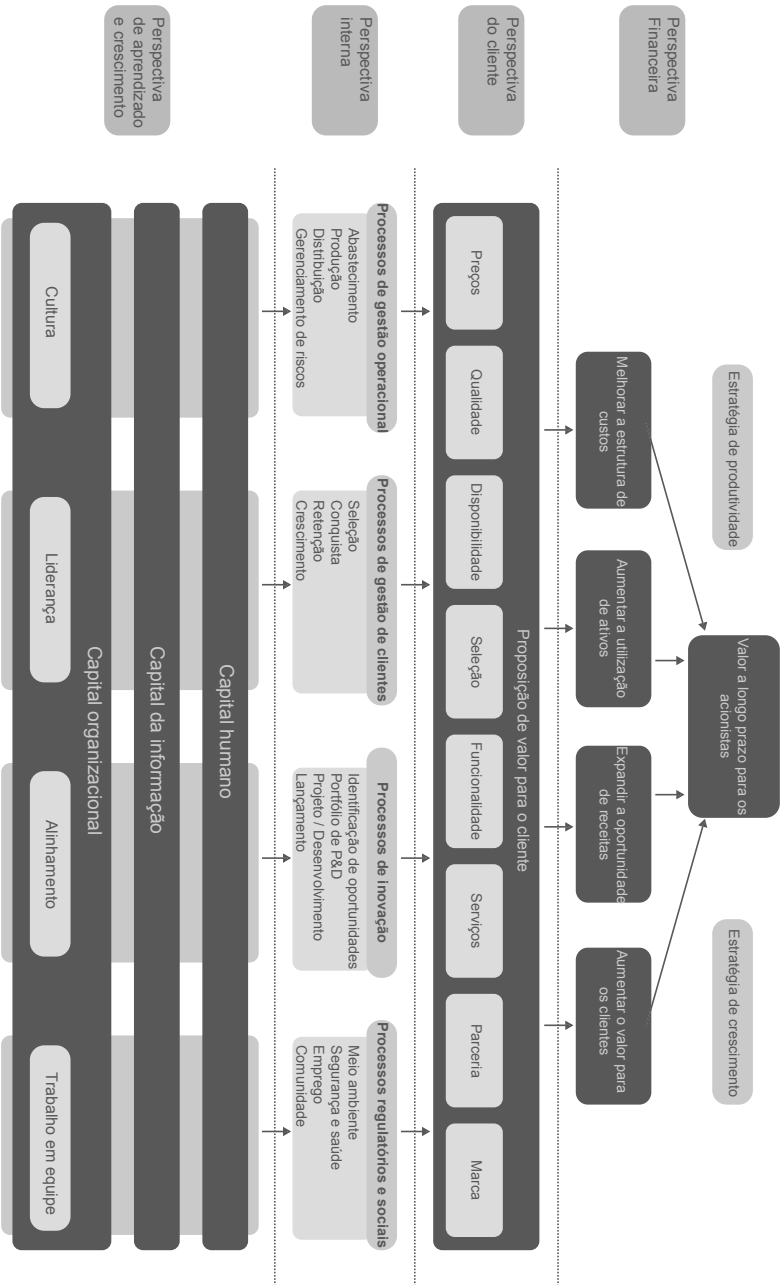 Perspectiva
Financeira
Estratégia de produtividade
Estratégia de crescimento
Valor a longo prazo para os
acionistas
Melhorar a estrutura de
custos
Aumentar a utilização
de ativos
Expandir a oportunidade
de receitas
Aumentar o valor para
os clientes
Perspectiva
do cliente
Proposição de valor para o cliente
Preços
Qualidade
Disponibilidade
Seleção
Funcionalidade
Serviços
Parceria
Marca
Perspectiva
interna
Processos de gestão operacional
Abastecimento
Produção
Distribuição
Gerenciamento de riscos
Processos de gestão de clientes
Seleção
Conquista
Retenção
Crescimento
Processos de inovação
Identificação de oportunidades
Portfólio de P&D
Projeto / Desenvolvimento
Lançamento
Processos regulatórios e sociais
Meio ambiente
Segurança e saúde
Emprego
Comunidade
Perspectiva
de aprendizado
e crescimento
Capital humano
Capital da informação
Capital organizacional
Cultura
Liderança
Alinhamento
Trabalho em equipe